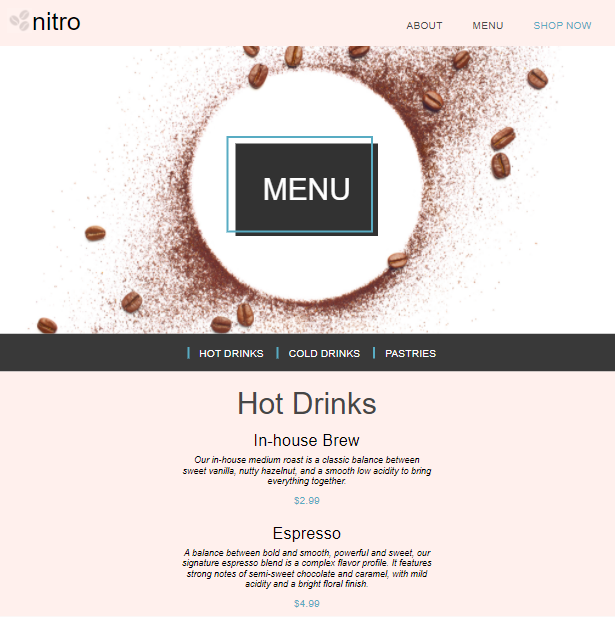 nitro
ABOUT MENU SHOP NOW
MENU
HOT DRINKS COLD DRINKS PASTRIES
Hot Drinks
In-house Brew
Our in-house medium roast is a classic balance between
sweet vanilla, nutty hazelnut, and a smooth low acidity to bring
everything together.
$2.99
Espresso
A balance between bold and smooth, powerful and sweet, our
signature espresso blend is a complex flavor profile. It features
strong notes of semi-sweet chocolate and caramel, with mild
acidity and a bright floral finish.
$4.99